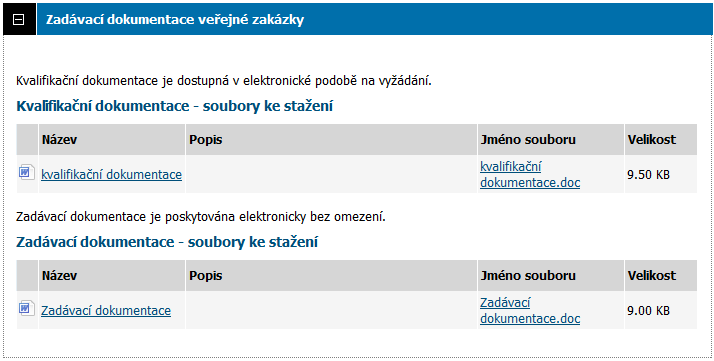 Zadávací dokumentace veřejné zakázky
Kvalifikační dokumentace je dostupná v elektronické podobě na vyžádání.
Kvalifikační dokumentace - soubory ke stažení
Název Popis Jméno souboru Velikost
kvalifikační dokumentace kvalifikační dokumentace.doc 9.50 KB
Zadávací dokumentace je poskytována elektronicky bez omezení.
Zadávací dokumentace - soubory ke stažení
Název Popis Jméno souboru Velikost
Zadávací dokumentace Zadávací dokumentace.doc 9.00 KB